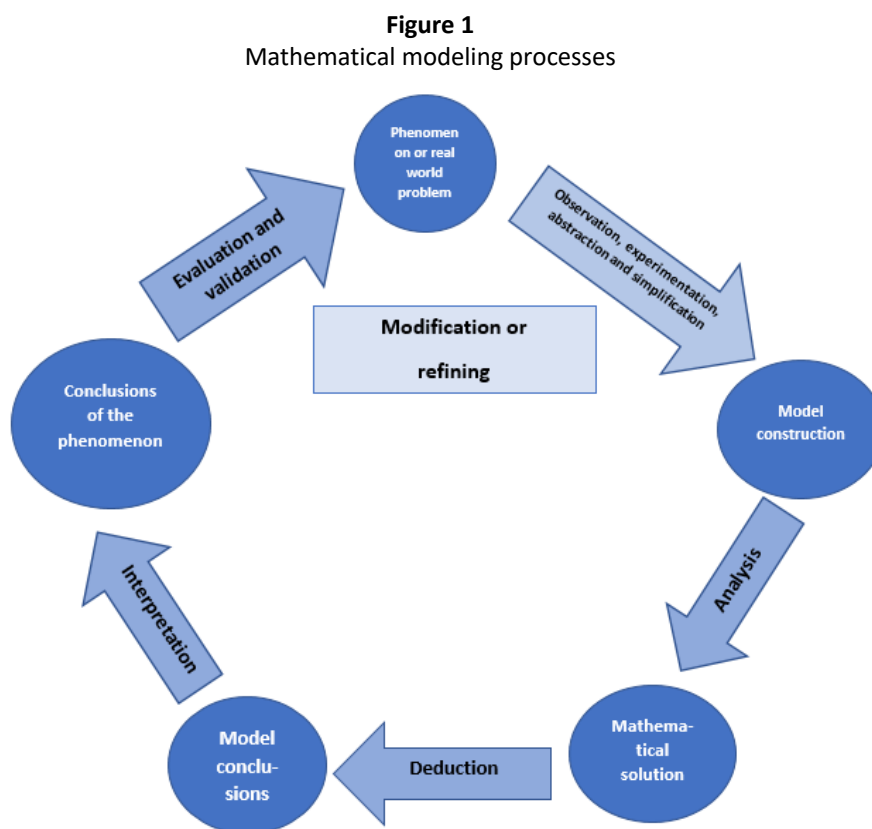 Figure 1
Mathematical modeling processes
Phenomen
on or real
world
problem
Observation, experimentation,
abstraction and simplification
Evaluation and
validation
Modification or
refining
Conclusions
of the
phenomenon
Model
construction
Analysis
Interpretation
Mathema-
tical
solution
Deduction
Model
conclu-
sions